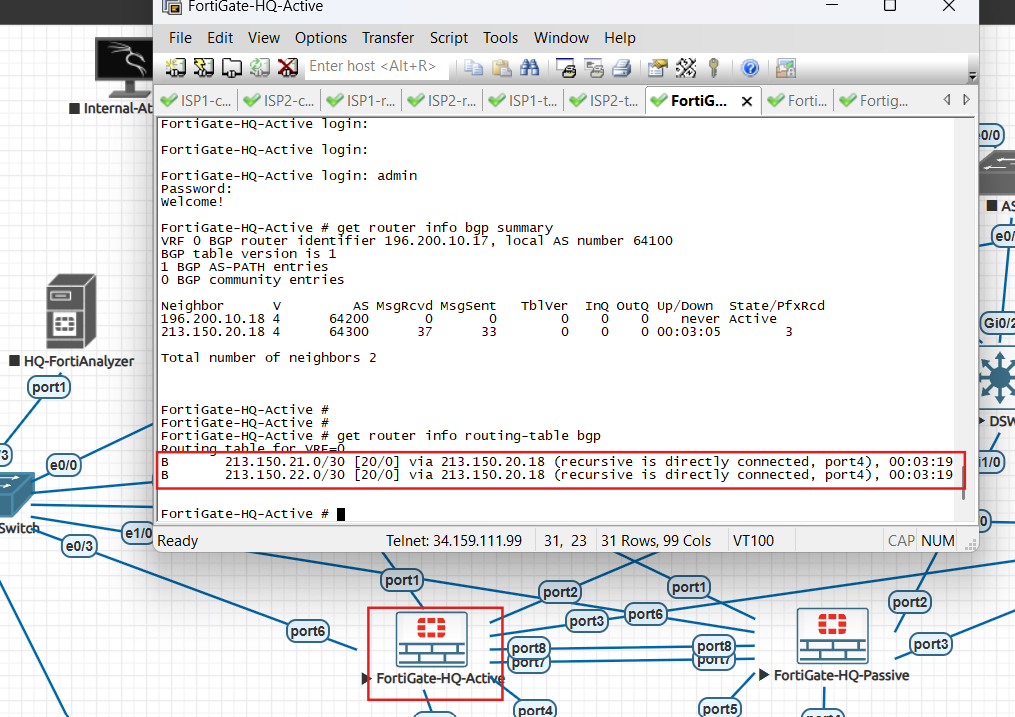 FortiGate-HQ-Active
File Edit View Options Transfer Script Tools Window Help
Enter host <Alt+R>
ISP1-c... ISP2-c... ISP1-r... ISP2-r... ISP1-t... ISP2-t... FortiG... Forti... Fortig...
FortiGate-HQ-Active login:
FortiGate-HQ-Active login:
FortiGate-HQ-Active login: admin
Password:
Welcome!
FortiGate-HQ-Active # get router info bgp summary
VRF 0 BGP router identifier 196.200.10.17, local AS number 64100
BGP table version is 1
1 BGP AS-PATH entries
0 BGP community entries
Neighbor V AS MsgRcvd MsgSent TblVer InQ OutQ Up/Down State/PfxRcd
196.200.10.18 4 64200 0 0 0 0 0 never Active
213.150.20.18 4 64300 37 33 0 0 0 00:03:05 3
Total number of neighbors 2
FortiGate-HQ-Active #
FortiGate-HQ-Active #
FortiGate-HQ-Active # get router info routing-table bgp
Routing table for VRF=0
B 213.150.21.0/30 [20/0] via 213.150.20.18 (recursive is directly connected, port4), 00:03:19
B 213.150.22.0/30 [20/0] via 213.150.20.18 (recursive is directly connected, port4), 00:03:19
FortiGate-HQ-Active #
Ready Telnet: 34.159.111.99 31, 23 31 Rows, 99 Cols VT100 CAP NUM
Internal-At
HQ-FortiAnalyzer
port1
/3
e0/0
Switch
e1/0
e0/3
e0/0
AS
e0/
Gi0/2
DSW
i1/0
0
port1
port2
port1
port2
port6
port3
port6
port3
port8
port7
port8
port7
FortiGate-HQ-Active
FortiGate-HQ-Passive
port4
port5
port4